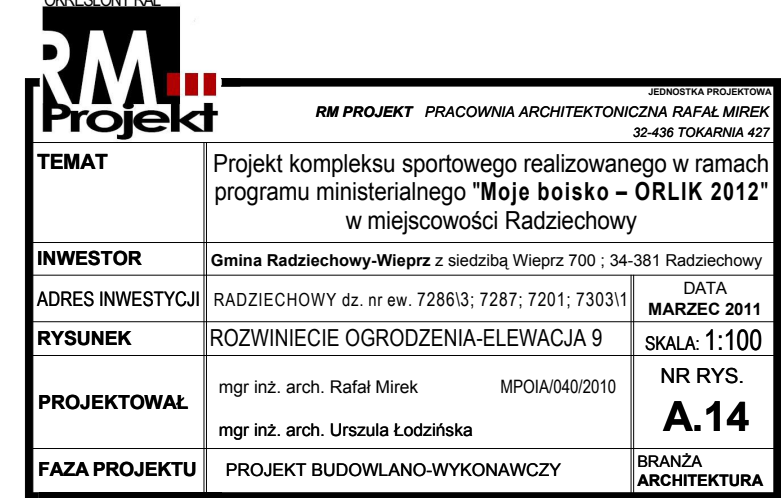 OKREŚLONY RAL
RM
Projekt
JEDNOSTKA PROJEKTOWA
RM PROJEKT PRACOWNIA ARCHITEKTONICZNA RAFAŁ MIREK
32-436 TOKARNIA 427
TEMAT
Projekt kompleksu sportowego realizowanego w ramach
programu ministerialnego "Moje boisko – ORLIK 2012"
w miejscowości Radziechowy
INWESTOR
Gmina Radziechowy-Wieprz z siedzibą Wieprz 700 ; 34-381 Radziechowy
ADRES INWESTYCJI
RADZIECHOWY dz. nr ew. 7286\3; 7287; 7201; 7303\1
DATA
MARZEC 2011
RYSUNEK
ROZWINIECIE OGRODZENIA-ELEWACJA 9
SKALA: 1:100
PROJEKTOWAŁ
mgr inż. arch. Rafał Mirek MPOIA/040/2010
mgr inż. arch. Urszula Łodzińska
NR RYS.
A.14
FAZA PROJEKTU
PROJEKT BUDOWLANO-WYKONAWCZY
BRANŻA
ARCHITEKTURA